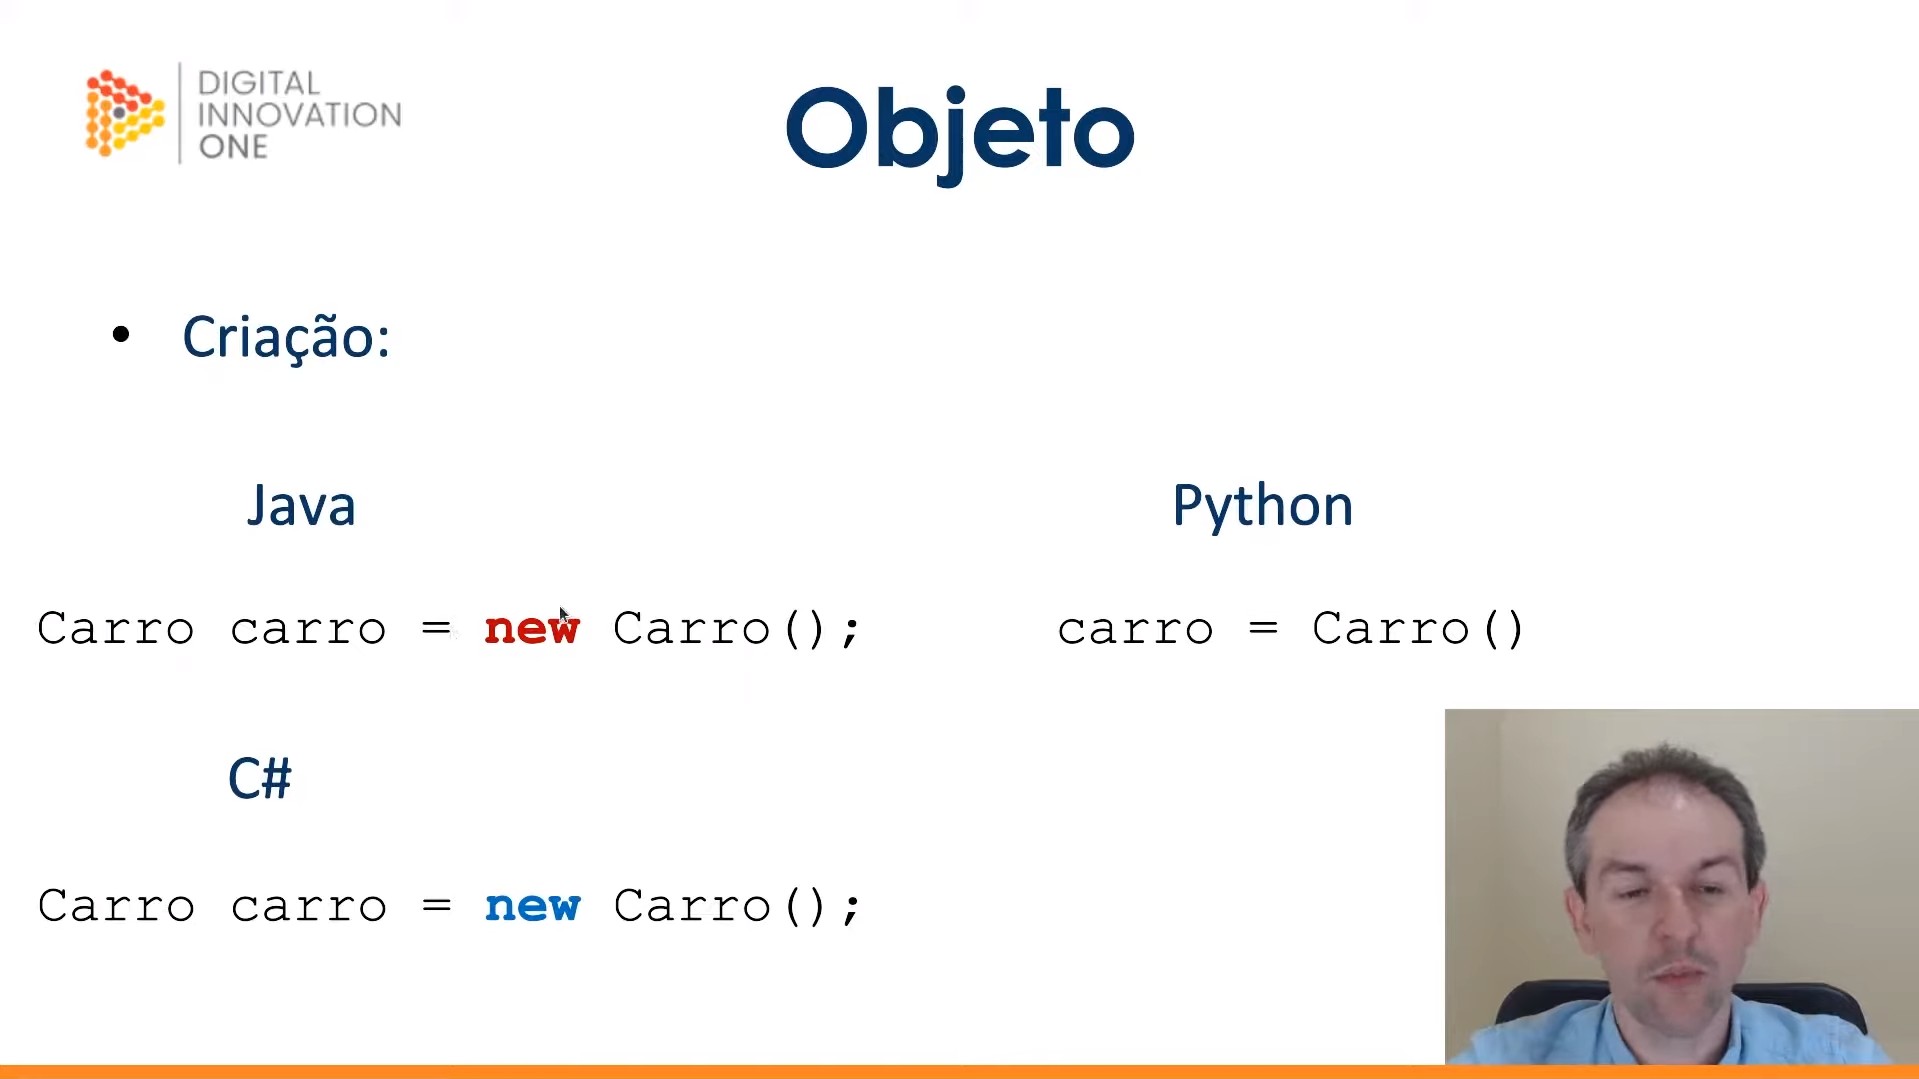 DIGITAL
INNOVATION
ONE
Objeto
• Criação:
Java
Carro carro = new Carro();
Python
carro = Carro()
C#
Carro carro = new Carro();